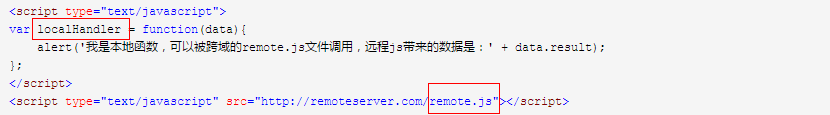 <script type="text/javascript">
var localHandler = function(data){
    alert('我是本地函数，可以被跨域的remote.js文件调用，远程js带来的数据是：' + data.result);
};
</script>
<script type="text/javascript" src="http://remoteserver.com/remote.js"></script>